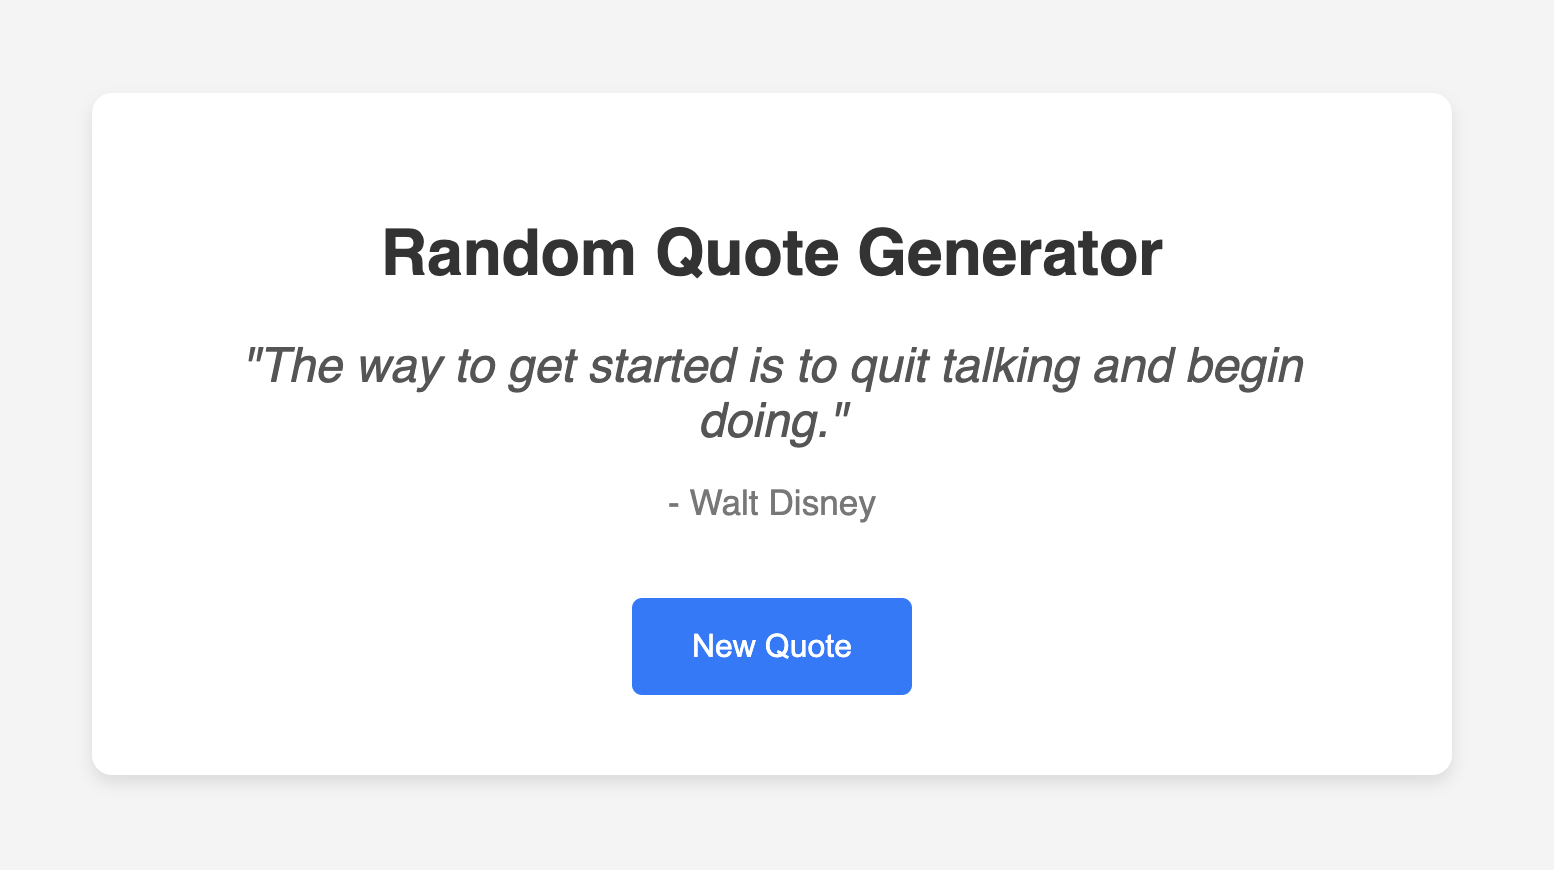 Random Quote Generator
"The way to get started is to quit talking and begin
doing."
- Walt Disney
New Quote